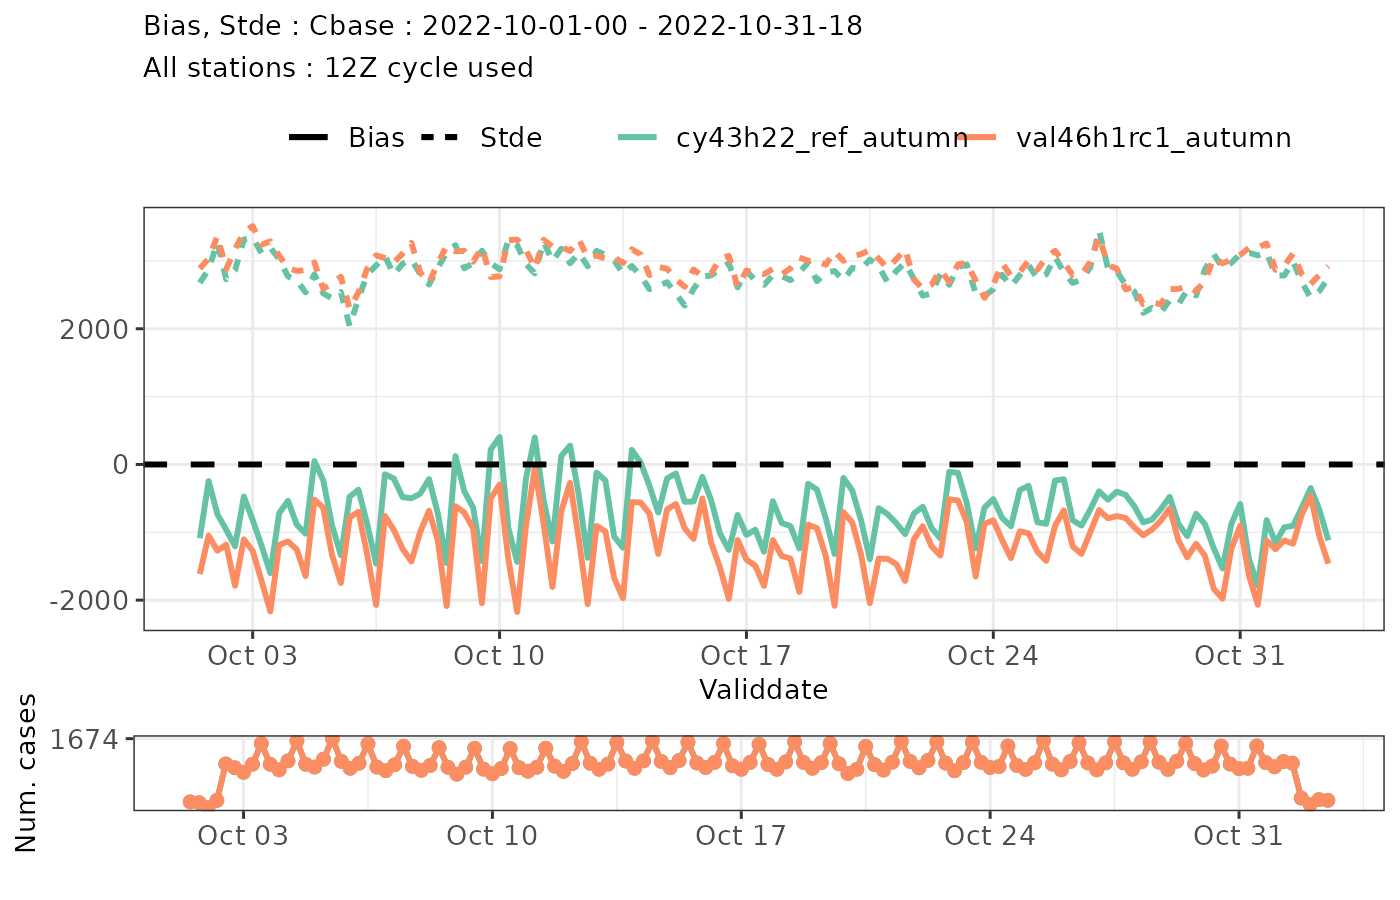 Bias, Stde : Cbase : 2022-10-01-00 - 2022-10-31-18
All stations : 12Z cycle used
Bias Stde cy43h22_ref_autumn val46h1rc1_autumn
2000
0
-2000
Oct 03 Oct 10 Oct 17 Oct 24 Oct 31
Validdate
Num. cases
1674
Oct 03 Oct 10 Oct 17 Oct 24 Oct 31